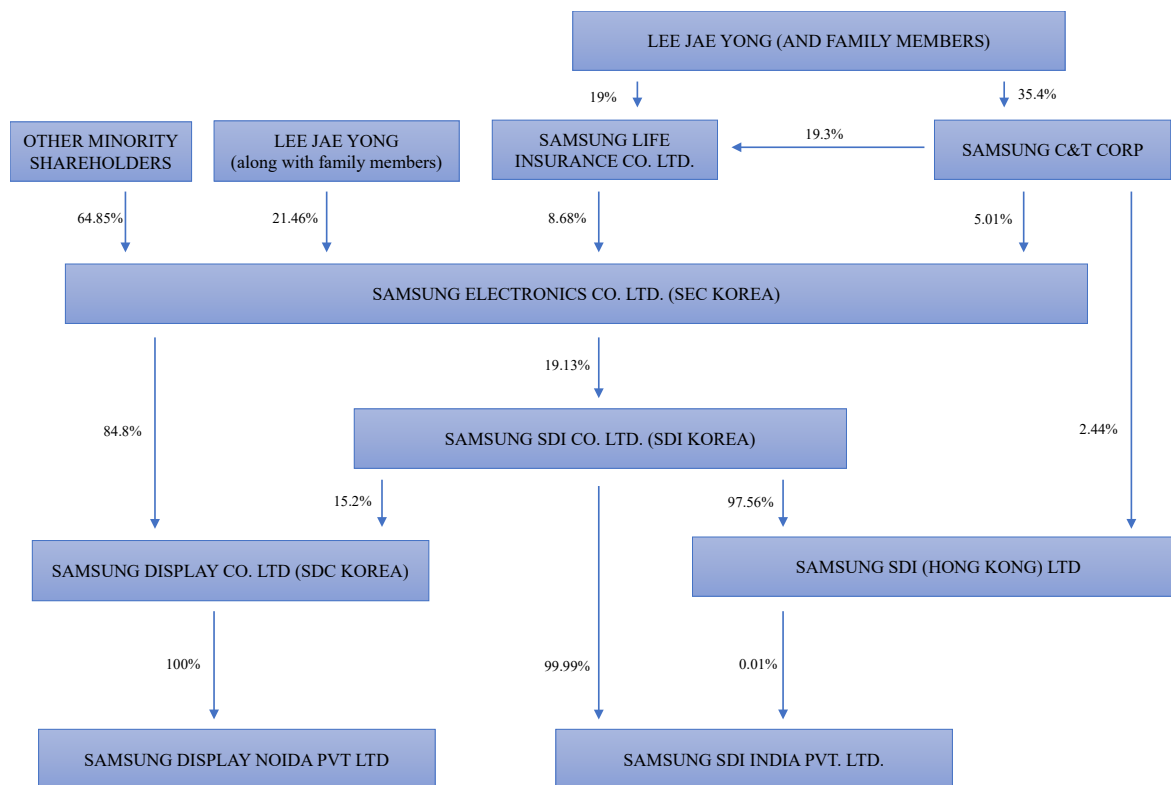 LEE JAE YONG (AND FAMILY MEMBERS)
19%
35.4%
OTHER MINORITY
SHAREHOLDERS
LEE JAE YONG
(along with family members)
SAMSUNG LIFE
INSURANCE CO. LTD.
19.3%
SAMSUNG C&T CORP
64.85%
21.46%
8.68%
5.01%
SAMSUNG ELECTRONICS CO. LTD. (SEC KOREA)
19.13%
84.8%
SAMSUNG SDI CO. LTD. (SDI KOREA)
2.44%
15.2%
97.56%
SAMSUNG DISPLAY CO. LTD (SDC KOREA)
SAMSUNG SDI (HONG KONG) LTD
100%
99.99%
0.01%
SAMSUNG DISPLAY NOIDA PVT LTD
SAMSUNG SDI INDIA PVT. LTD.